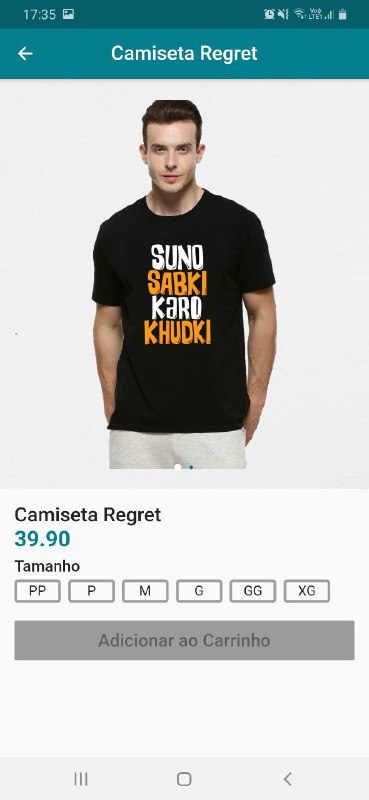 17:35
Camiseta Regret
SUNO
SABKI
KARO
KHUDKI
Camiseta Regret
39.90
Tamanho
PP P M G GG XG
Adicionar ao Carrinho